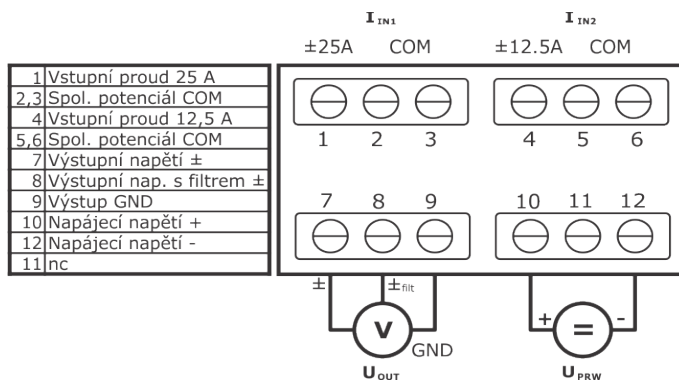 I IN1 I IN2
±25A COM ±12.5A COM
1 Vstupní proud 25 A
2,3 Spol. potenciál COM
4 Vstupní proud 12,5 A
5,6 Spol. potenciál COM
7 Výstupní napětí ±
8 Výstupní nap. s filtrem ±
9 Výstup GND
10 Napájecí napětí +
12 Napájecí napětí -
11 nc
1 2 3 4 5 6
7 8 9 10 11 12
± ±filt + -
V =
GND
U OUT U PRW